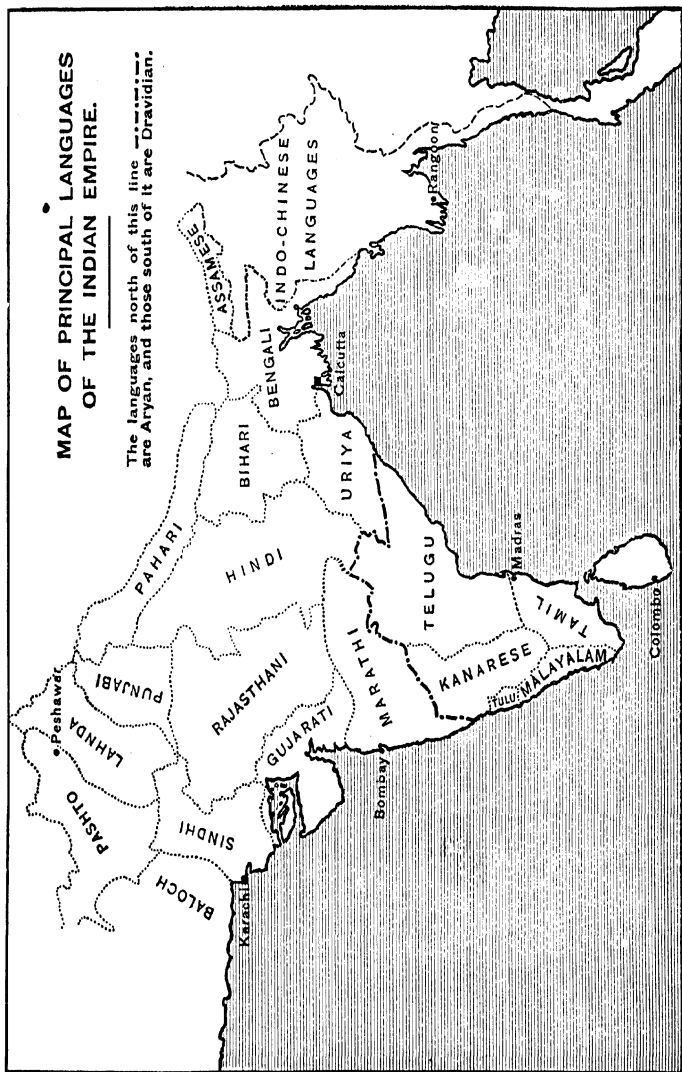 MAP OF PRINCIPAL LANGUAGES
OF THE INDIAN EMPIRE.
The languages north of this line
are Aryan, and those south of it are Dravidian.
Peshawar
PASHTO
LAHNDA
PUNJABI
PAHARI
BALOCH
SINDHI
RAJASTHANI
HINDI
BIHARI
ASSAMESE
Karachi
GUJARATI
BENGALI
INDO-CHINESE
LANGUAGES
Calcutta
URIYA
MARATHI
Bombay
TELUGU
Rangoon
KANARESE
TULU
MALAYALAM
TAMIL
Madras
Colombo